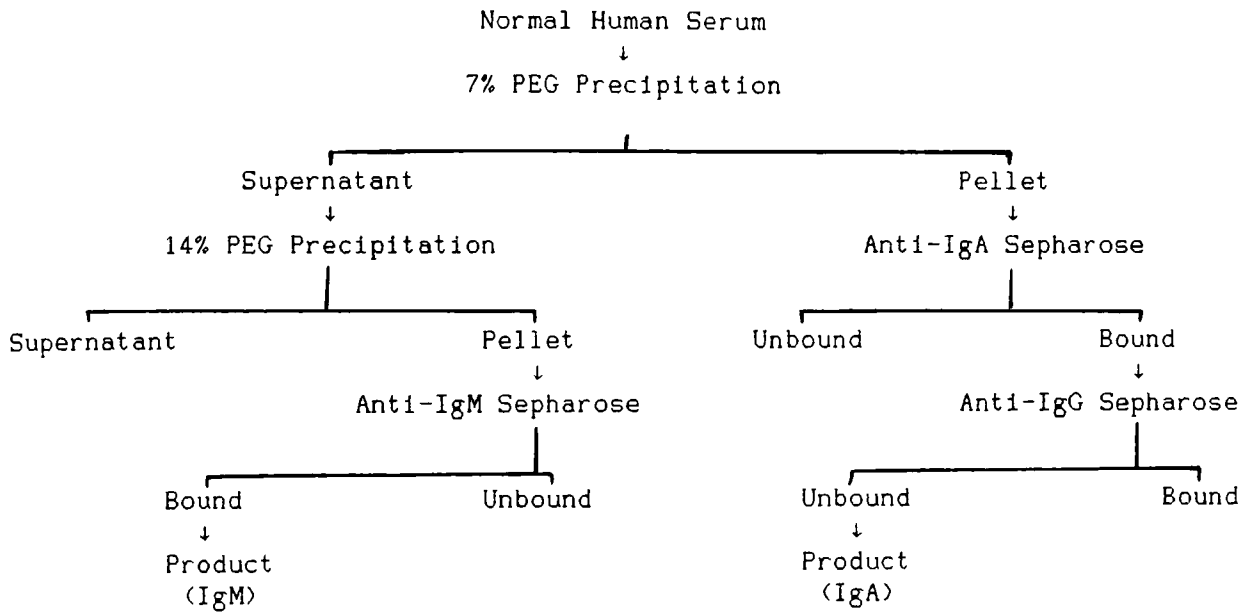 Normal Human Serum
↓
7% PEG Precipitation
Supernatant Pellet
↓ ↓
14% PEG Precipitation Anti-IgA Sepharose
Supernatant Pellet Unbound Bound
↓ ↓
Anti-IgM Sepharose Anti-IgG Sepharose
Bound Unbound Unbound Bound
↓ ↓
Product Product
(IgM) (IgA)